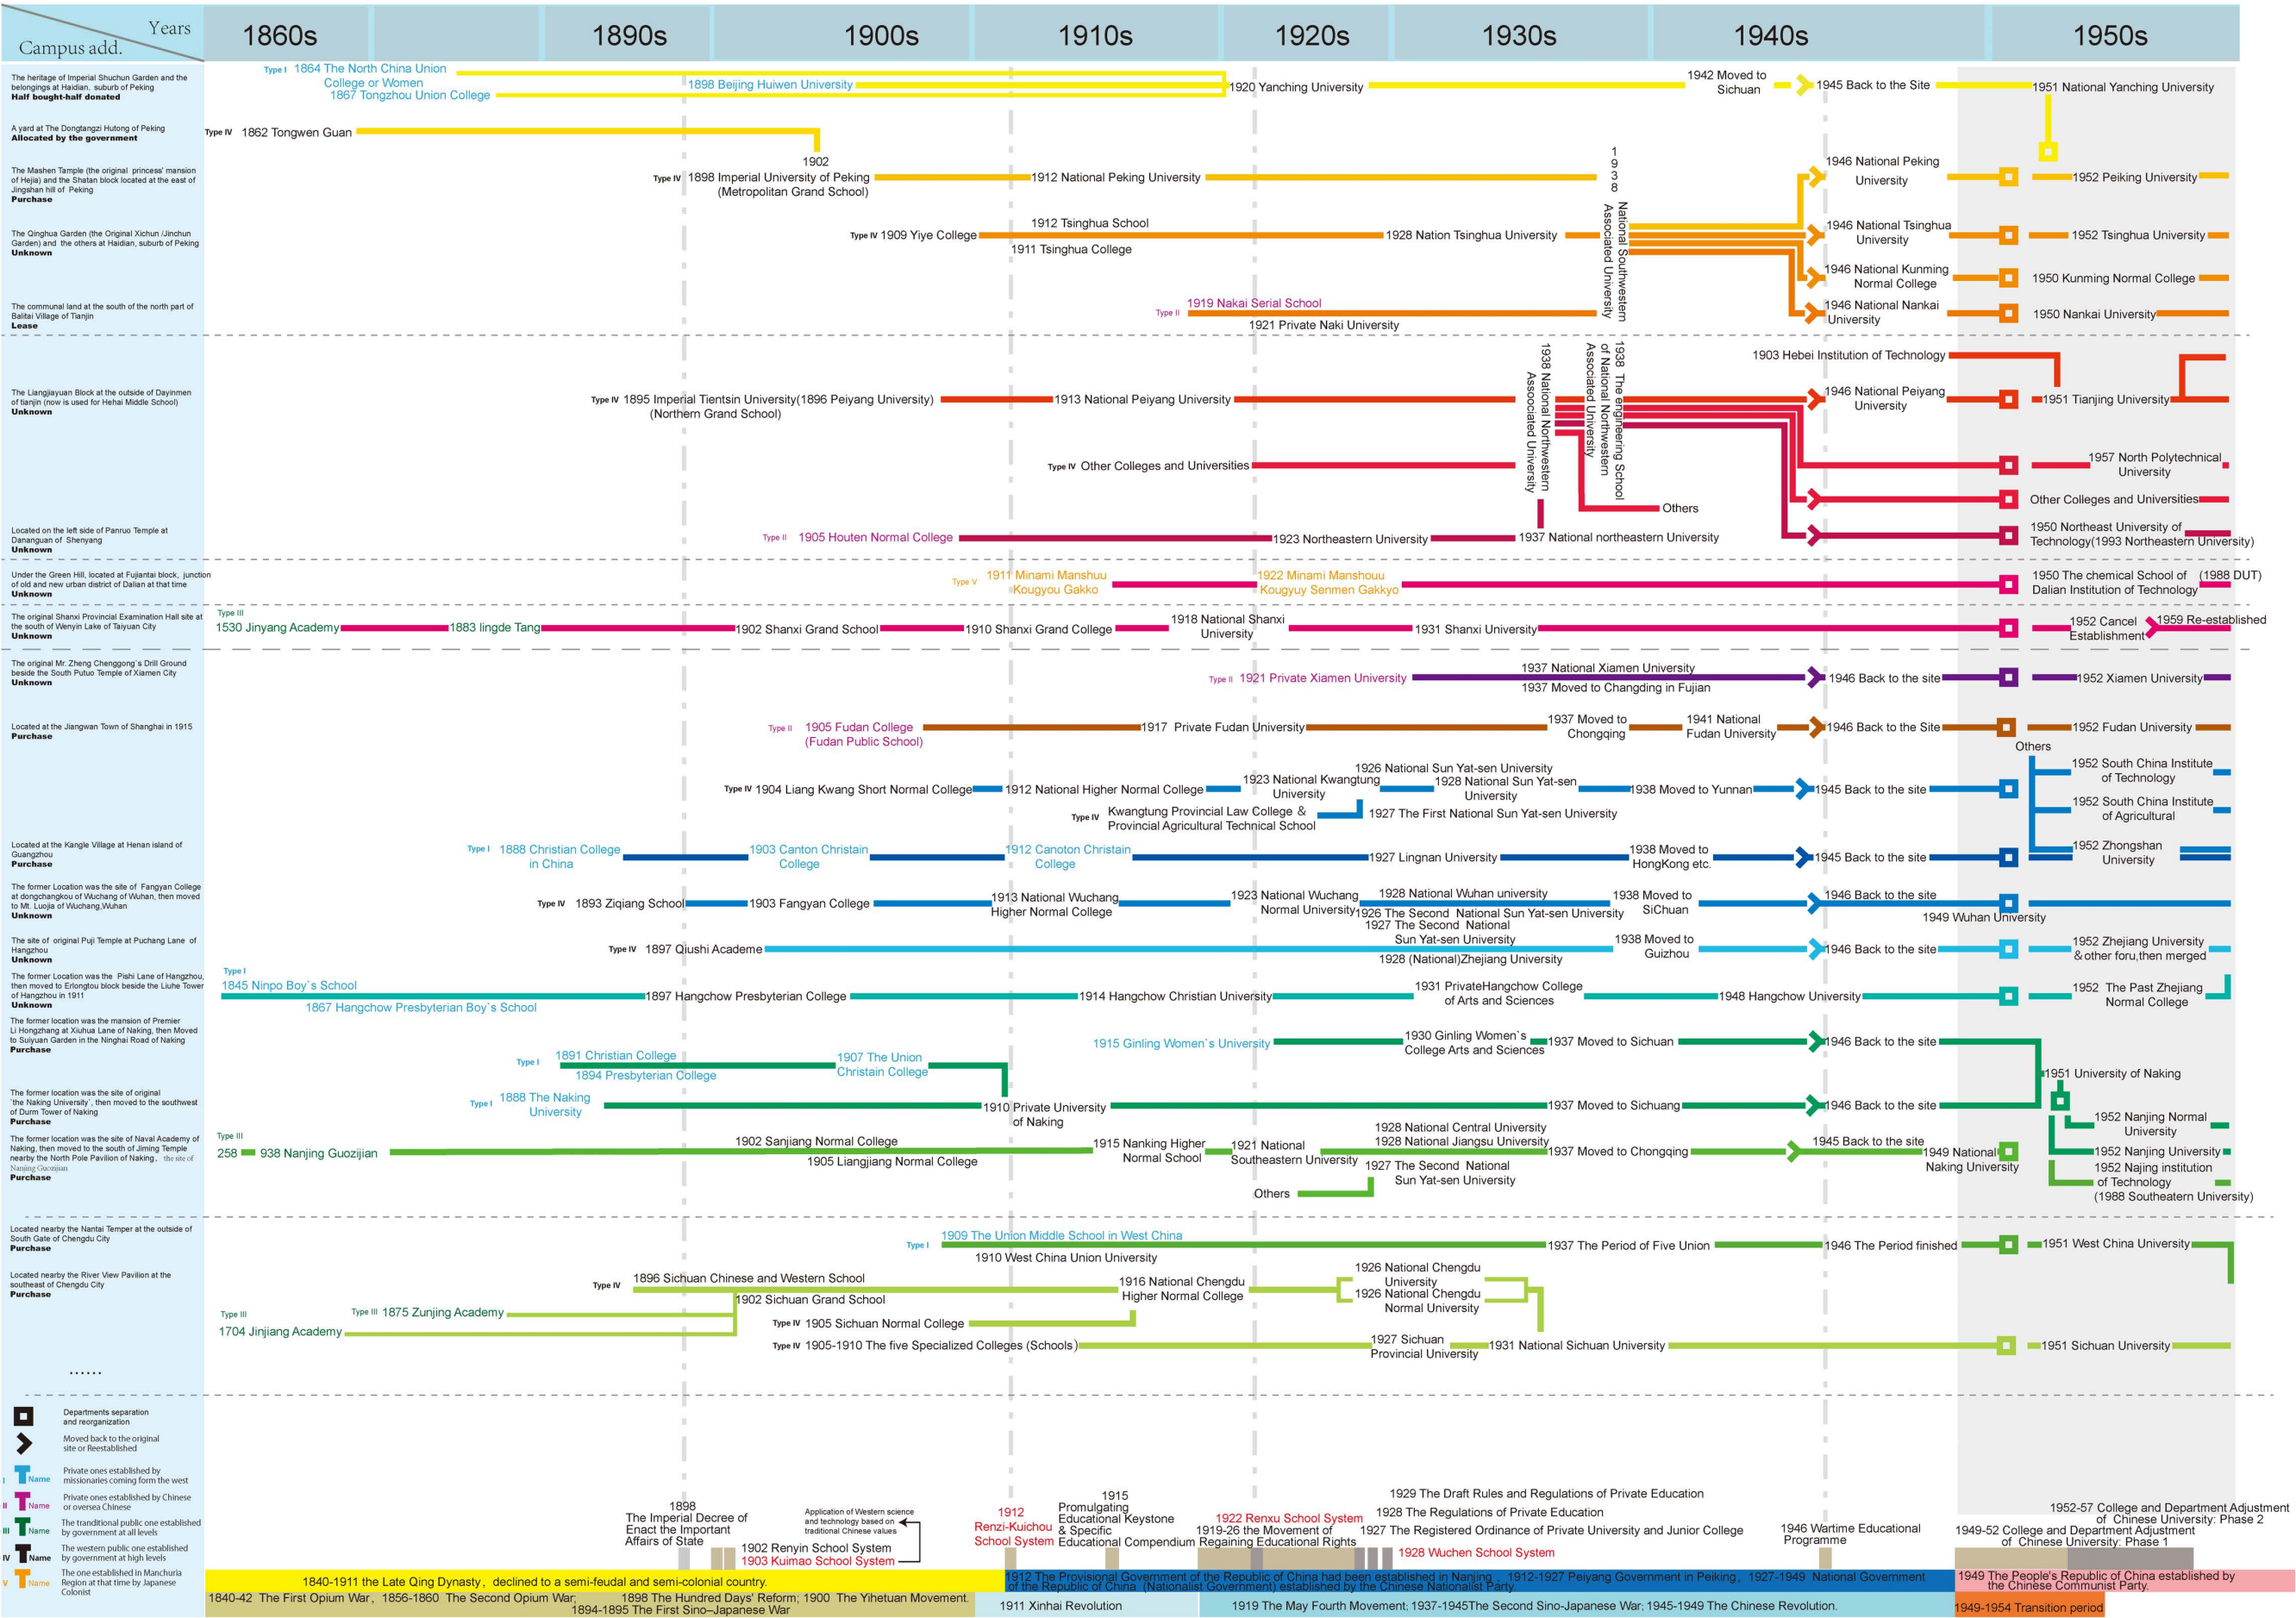 Years
Campus add.
1860s
1890s
1900s
1910s
1920s
1930s
1940s
1950s
The heritage of Imperial Shuchun Garden and the
belongings at Haidian, suburb of Peking
Half bought-half donated
Type I 1864 The North China Union
College or Women
1867 Tongzhou Union College
1898 Beijing Huiwen University
1920 Yanching University
1942 Moved to
Sichuan
1945 Back to the Site
1951 National Yanching University
A yard at The Dongtangzi Hutong of Peking
Allocated by the government
Type IV 1862 Tongwen Guan
1902
The Mashen Tample (the original princess' mansion
of Hejia) and the Shatan block located at the east of
Jingshan hill of Peking
Purchase
Type IV 1898 Imperial University of Peking
(Metropolitan Grand School)
1912 National Peking University
1938 National Southwestern
Associated University
1946 National Peking
University
1952 Peiking University
The Qinghua Garden (the Original Xichun /Jinchun
Garden) and the others at Haidian, suburb of Peking
Unknown
Type IV 1909 Yiye College
1912 Tsinghua School
1911 Tsinghua College
1928 Nation Tsinghua University
1946 National Tsinghua
University
1952 Tsinghua University
1946 National Kunming
Normal College
1950 Kunming Normal College
The communal land at the south of the north part of
Balitai Village of Tianjin
Lease
Type II
1919 Nakai Serial School
1921 Private Naki University
1946 National Nankai
University
1950 Nankai University
1903 Hebei Institution of Technology
The Liangjiayuan Block at the outside of Dayinmen
of tianjin (now is used for Hehai Middle School)
Unknown
Type IV 1895 Imperial Tientsin University(1896 Peiyang University)
(Northern Grand School)
1913 National Peiyang University
1938 National Northwestern
Assoociated University
1938 The engineering School
of National Northwestern
Associated University
1946 National Peiyang
University
1951 Tianjing University
Type IV Other Colleges and Universities
1957 North Polytechnical
University
Other Colleges and Universities
Others
Located on the left side of Panruo Temple at
Dananguan of Shenyang
Unknown
Type II 1905 Houten Normal College
1923 Northeastern University
1937 National northeastern University
1950 Northeast University of
Technology(1993 Northeastern University)
Under the Green Hill, located at Fujiantai block, junction
of old and new urban district of Dalian at that time
Unknown
Type V
1911 Minami Manshuu
Kougyou Gakko
1922 Minami Manshouu
Kougyuy Senmen Gakkyo
1950 The chemical School of (1988 DUT)
Dalian Institution of Technology
The original Shanxi Provincial Examination Hall site at
the south of Wenyin Lake of Taiyuan City
Unknown
Type III
1530 Jinyang Academy
1883 lingde Tang
1902 Shanxi Grand School
1910 Shanxi Grand College
1918 National Shanxi
University
1931 Shanxi University
1952 Cancel
Establishment
1959 Re-established
The original Mr. Zheng Chenggong`s Drill Ground
beside the South Putuo Temple of Xiamen City
Unknown
Type II 1921 Private Xiamen University
1937 National Xiamen University
1937 Moved to Changding in Fujian
1946 Back to the site
1952 Xiamen University
Located at the Jiangwan Town of Shanghai in 1915
Purchase
Type II 1905 Fudan College
(Fudan Public School)
1917 Private Fudan University
1937 Moved to
Chongqing
1941 National
Fudan University
1946 Back to the Site
1952 Fudan University
Others
Type IV 1904 Liang Kwang Short Normal College
1912 National Higher Normal College
1923 National Kwangtung
University
1926 National Sun Yat-sen University
1928 National Sun Yat-sen
University
1938 Moved to Yunnan
1945 Back to the site
1952 South China Institute
of Technology
Type IV
Kwangtung Provincial Law College &
Provincial Agricultural Technical School
1927 The First National Sun Yat-sen University
1952 South China Institute
of Agricultural
Located at the Kangle Village at Henan island of
Guangzhou
Purchase
Type I 1888 Christian College
in China
1903 Canton Christain
College
1912 Canoton Christain
College
1927 Lingnan University
1938 Moved to
HongKong etc.
1945 Back to the site
1952 Zhongshan
University
The former Location was the site of Fangyan College
at dongchangkou of Wuchang of Wuhan, then moved
to Mt. Luojia of Wuchang,Wuhan
Unknown
Type IV 1893 Ziqiang School
1903 Fangyan College
1913 National Wuchang
Higher Normal College
1923 National Wuchang
Normal University
1928 National Wuhan university
1926 The Second National Sun Yat-sen University
1938 Moved to
SiChuan
1946 Back to the site
1949 Wuhan University
The site of original Puji Temple at Puchang Lane of
Hangzhou
Unknown
Type IV 1897 Qiushi Academe
1927 The Second National
Sun Yat-sen University
1928 (National)Zhejiang University
1938 Moved to
Guizhou
1946 Back to the site
1952 Zhejiang University
& other foru,then merged
The former Location was the Pishi Lane of Hangzhou,
then moved to Erlongtou block beside the Liuhe Tower
of Hangzhou in 1911
Unknown
Type I
1845 Ninpo Boy`s School
1867 Hangchow Presbyterian Boy`s School
1897 Hangchow Presbyterian College
1914 Hangchow Christian University
1931 PrivateHangchow College
of Arts and Sciences
1948 Hangchow University
1952 The Past Zhejiang
Normal College
The former location was the mansion of Premier
Li Hongzhang at Xiuhua Lane of Naking, then Moved
to Suiyuan Garden in the Ninghai Road of Naking
Purchase
1915 Ginling Women`s University
1930 Ginling Women`s
College Arts and Sciences
1937 Moved to Sichuan
1946 Back to the site
Type I
1891 Christian College
1894 Presbyterian College
1907 The Union
Christain College
1951 University of Naking
The former location was the site of original
`the Naking University`, then moved to the southwest
of Durm Tower of Naking
Purchase
Type I 1888 The Naking
University
1910 Private University
of Naking
1937 Moved to Sichuang
1946 Back to the site
1952 Nanjing Normal
University
The former location was the site of Naval Academy of
Naking, then moved to the south of Jiming Temple
nearby the North Pole Pavilion of Naking, the site of
Nanjing Guozijian
Purchase
Type III
258
938 Nanjing Guozijian
1902 Sanjiang Normal College
1905 Liangjiang Normal College
1915 Nanking Higher
Normal School
1921 National
Southeastern University
1928 National Central University
1928 National Jiangsu University
1927 The Second National
Sun Yat-sen University
Others
1937 Moved to Chongqing
1945 Back to the site
1949 National
Naking University
1952 Nanjing University
1952 Najing institution
of Technology
(1988 Southeatern University)
Located nearby the Nantai Temper at the outside of
South Gate of Chengdu City
Purchase
Type I
1909 The Union Middle School in West China
1910 West China Union University
1937 The Period of Five Union
1946 The Period finished
1951 West China University
Located nearby the River View Pavilion at the
southeast of Chengdu City
Purchase
Type IV
1896 Sichuan Chinese and Western School
1902 Sichuan Grand School
1916 National Chengdu
Higher Normal College
1926 National Chengdu
University
1926 National Chengdu
Normal University
Type III 1875 Zunjing Academy
Type III
1704 Jinjiang Academy
Type IV 1905 Sichuan Normal College
Type IV 1905-1910 The five Specialized Colleges (Schools)
1927 Sichuan
Provincial University
1931 National Sichuan University
1951 Sichuan University
......
Departments separation
and reorganization
Moved back to the original
site or Reestablished
I T Name
Private ones established by
missionaries coming form the west
II T Name
Private ones established by Chinese
or oversea Chinese
III T Name
The tranditional public one established
by government at all levels
IV T Name
The western public one established
by government at high levels
V T Name
The one established in Manchuria
Region at that time by Japanese
Colonist
1898
The Imperial Decree of
Enact the Important
Affairs of State
Application of Western science
and technology based on
traditional Chinese values
1902 Renyin School System
1903 Kuimao School System
1912
Renzi-Kuichou
School System
1915
Promulgating
Educational Keystone
& Specific
Educational Compendium
1922 Renxu School System
1919-26 the Movement of
Regaining Educational Rights
1929 The Draft Rules and Regulations of Private Education
1928 The Regulations of Private Education
1927 The Registered Ordinance of Private University and Junior College
1928 Wuchen School System
1946 Wartime Educational
Programme
1952-57 College and Department Adjustment
of Chinese University: Phase 2
1949-52 College and Department Adjustment
of Chinese University: Phase 1
1840-1911 the Late Qing Dynasty, declined to a semi-feudal and semi-colonial country.
1912 The Provisional Government of the Republic of China had been established in Nanjing , 1912-1927 Peiyang Government in Peiking, 1927-1949 National Government
of the Republic of China (Nationalist Government) established by the Chinese Nationalist Party.
1949 The People's Republic of China established by
the Chinese Communist Party.
1840-42 The First Opium War, 1856-1860 The Second Opium War; 1898 The Hundred Days' Reform; 1900 The Yihetuan Movement.
1894-1895 The First Sino–Japanese War
1911 Xinhai Revolution
1919 The May Fourth Movement; 1937-1945The Second Sino-Japanese War; 1945-1949 The Chinese Revolution.
1949-1954 Transition period